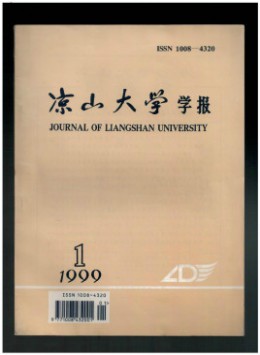 ISSN 1008—4320
凉山大学学报
JOURNAL OF LIANGSHAN UNIVERSITY
1
1999
ISSN 1008-4320